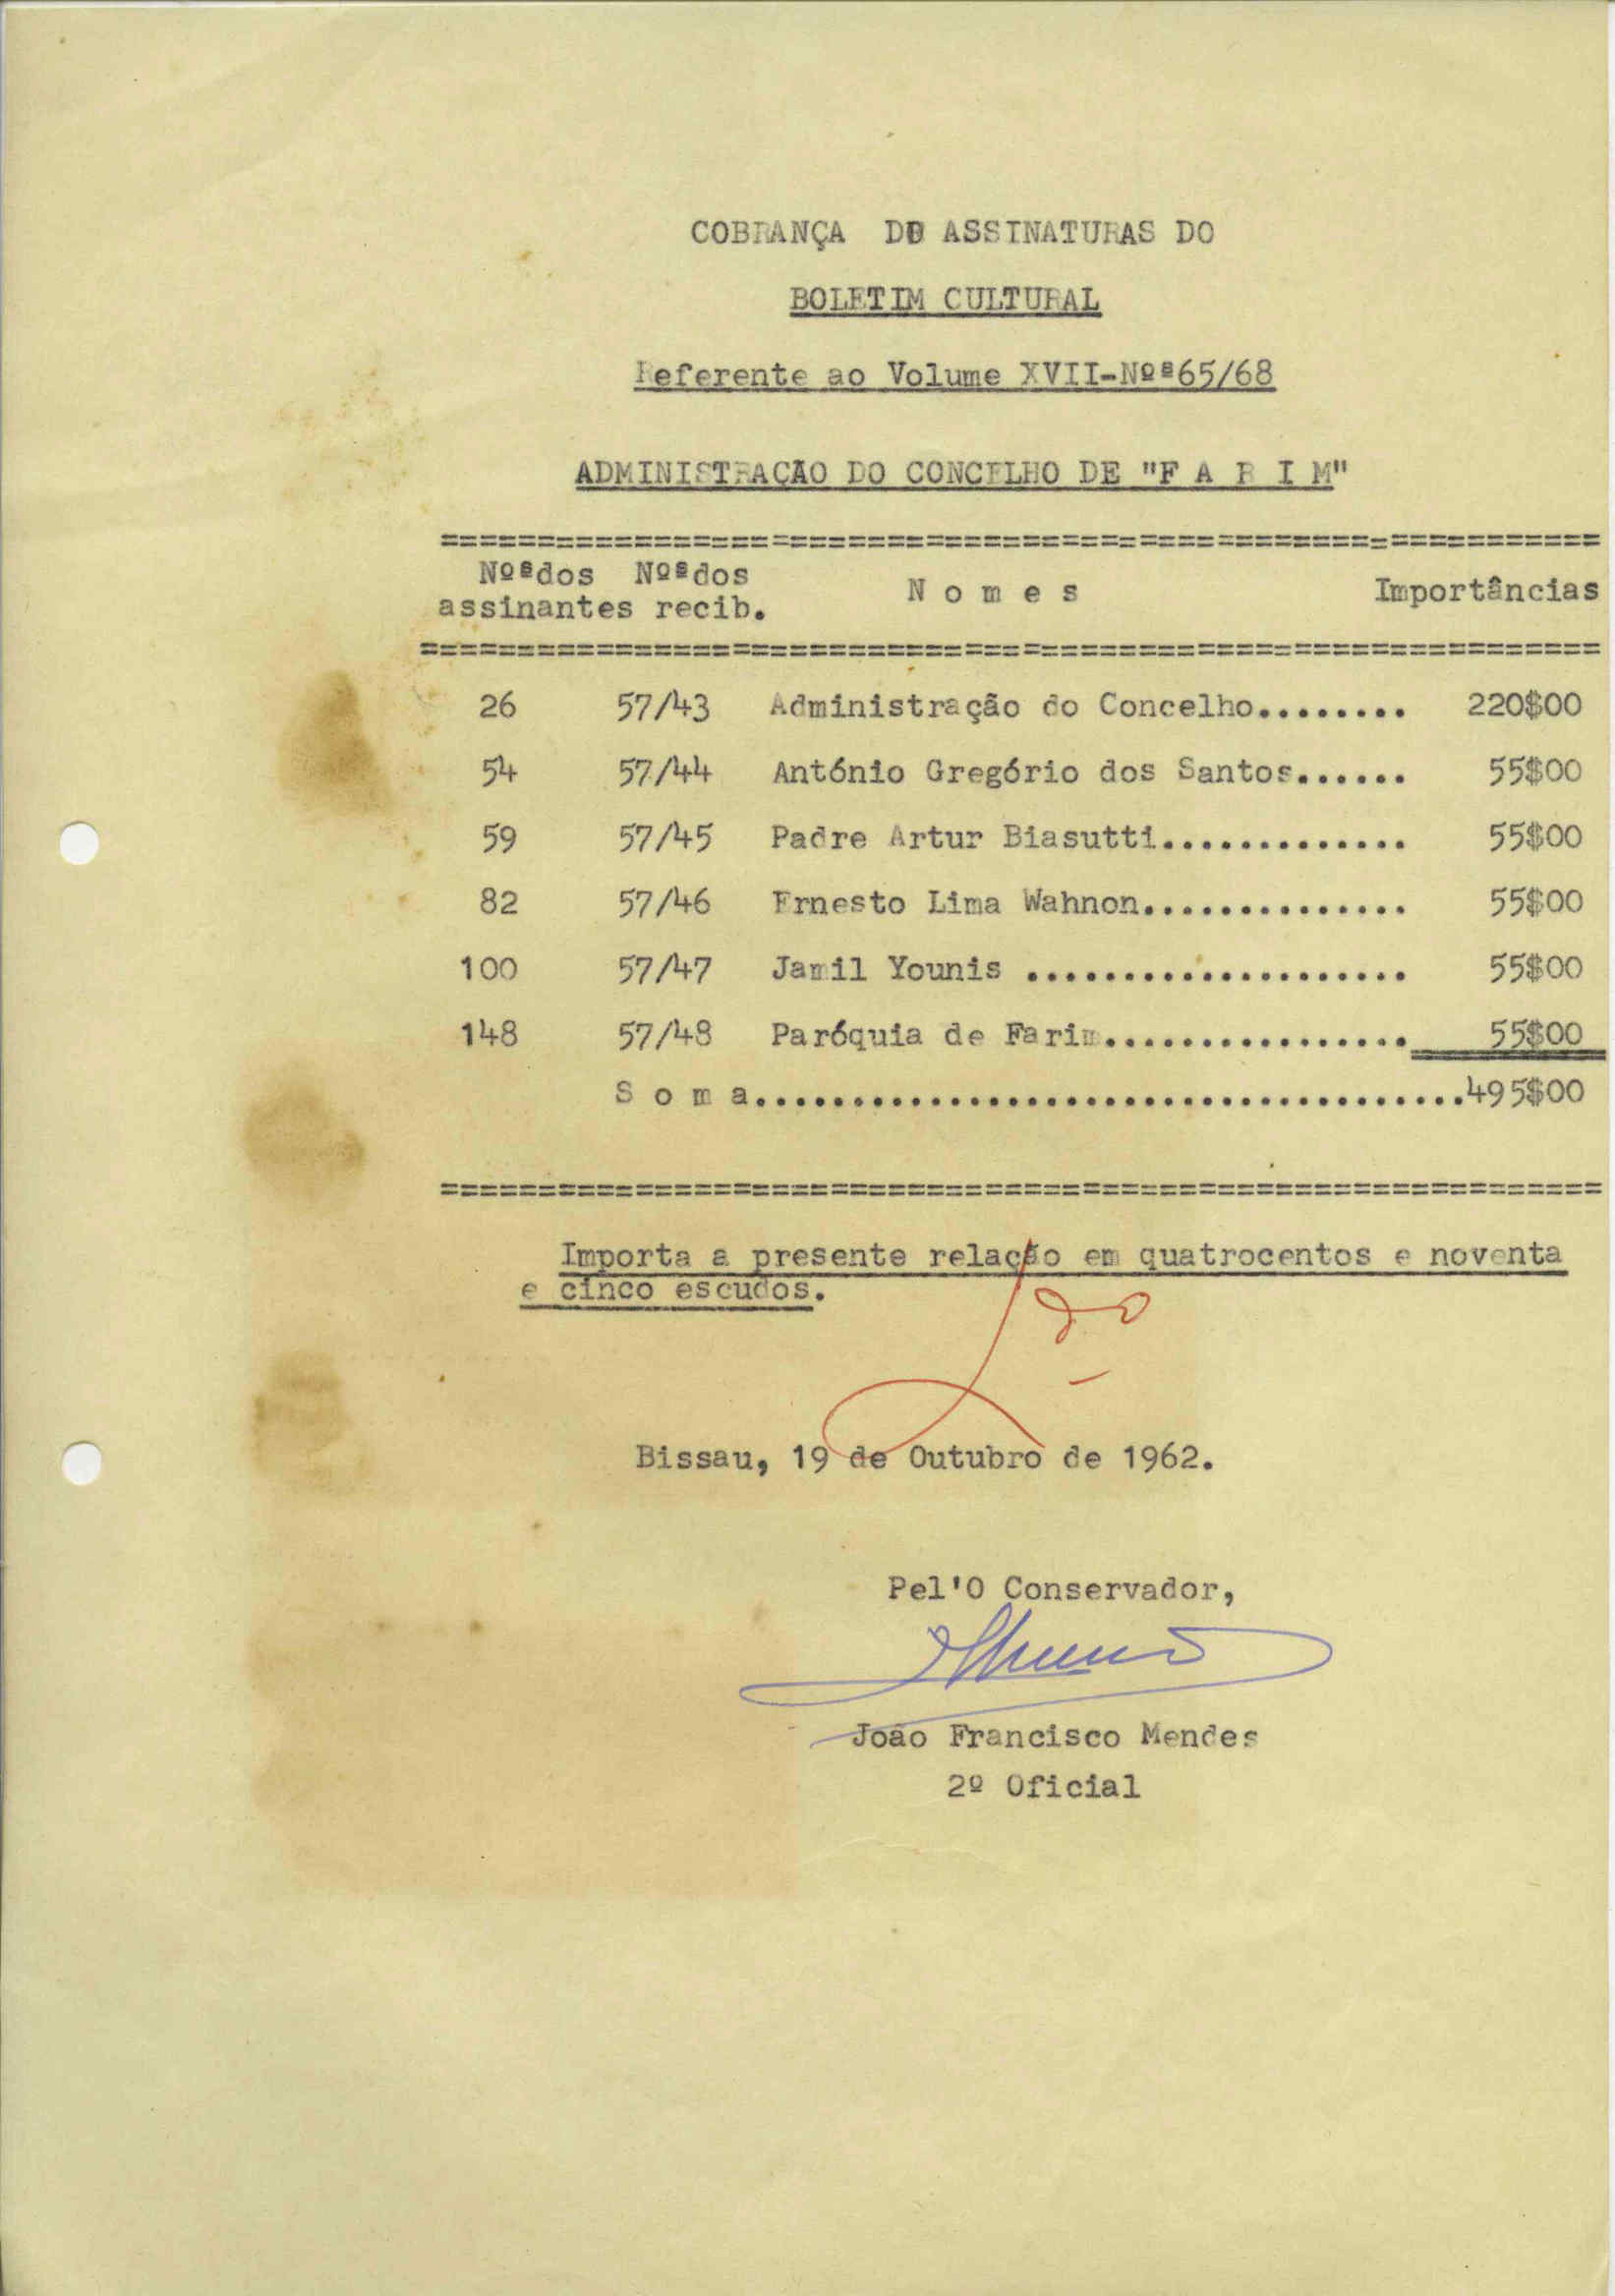 COBRANÇA DE ASSINATURAS DO
BOLETIM CULTURAL
Referente ao Volume XVII-Nºs65/68
ADMINISTRAÇÃO DO CONCELHO DE "F A R I M"
============================================================
Nºsdos Nºsdos N o m e s Importâncias
assinantes recib.
============================================================
26 57/43 Administração do Concelho........ 220$00
54 57/44 António Gregório dos Santos...... 55$00
59 57/45 Padre Artur Biasutti............. 55$00
82 57/46 Ernesto Lima Wahnon.............. 55$00
100 57/47 Jamil Younis .................... 55$00
148 57/48 Paróquia de Farim................ 55$00
S o m a.....................................495$00
============================================================
Importa a presente relação em quatrocentos e noventa
e cinco escudos.
Bissau, 19 de Outubro de 1962.
Pel'O Conservador,
João Francisco Mendes
2º Oficial